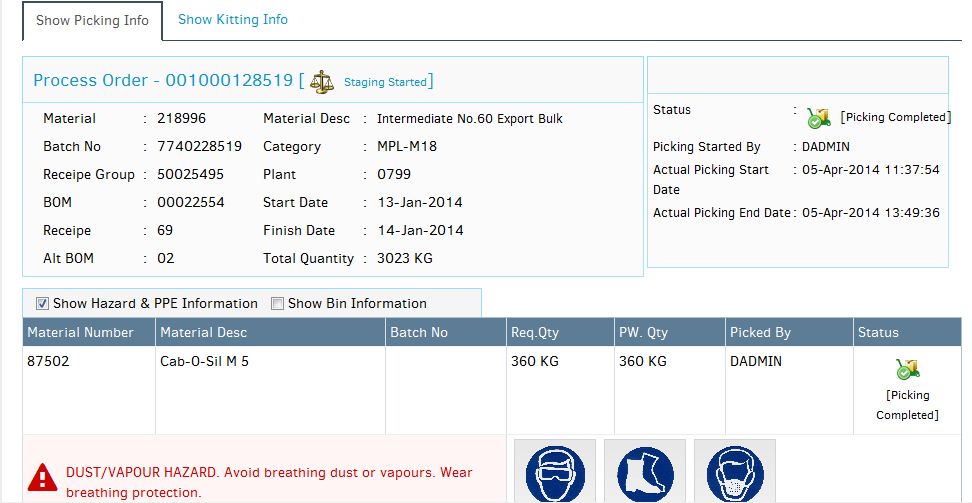 Show Picking Info Show Kitting Info
Process Order - 001000128519 [ Staging Started]
Material : 218996 Material Desc : Intermediate No.60 Export Bulk
Batch No : 7740228519 Category : MPL-M18
Receipe Group : 50025495 Plant : 0799
BOM : 00022554 Start Date : 13-Jan-2014
Receipe : 69 Finish Date : 14-Jan-2014
Alt BOM : 02 Total Quantity : 3023 KG
Status : [Picking Completed]
Picking Started By : DADMIN
Actual Picking Start : 05-Apr-2014 11:37:54
Date
Actual Picking End Date : 05-Apr-2014 13:49:36
Show Hazard & PPE Information Show Bin Information
Material Number Material Desc Batch No Req.Qty PW. Qty Picked By Status
87502 Cab-O-Sil M 5 360 KG 360 KG DADMIN
[Picking
Completed]
DUST/VAPOUR HAZARD. Avoid breathing dust or vapours. Wear
breathing protection.